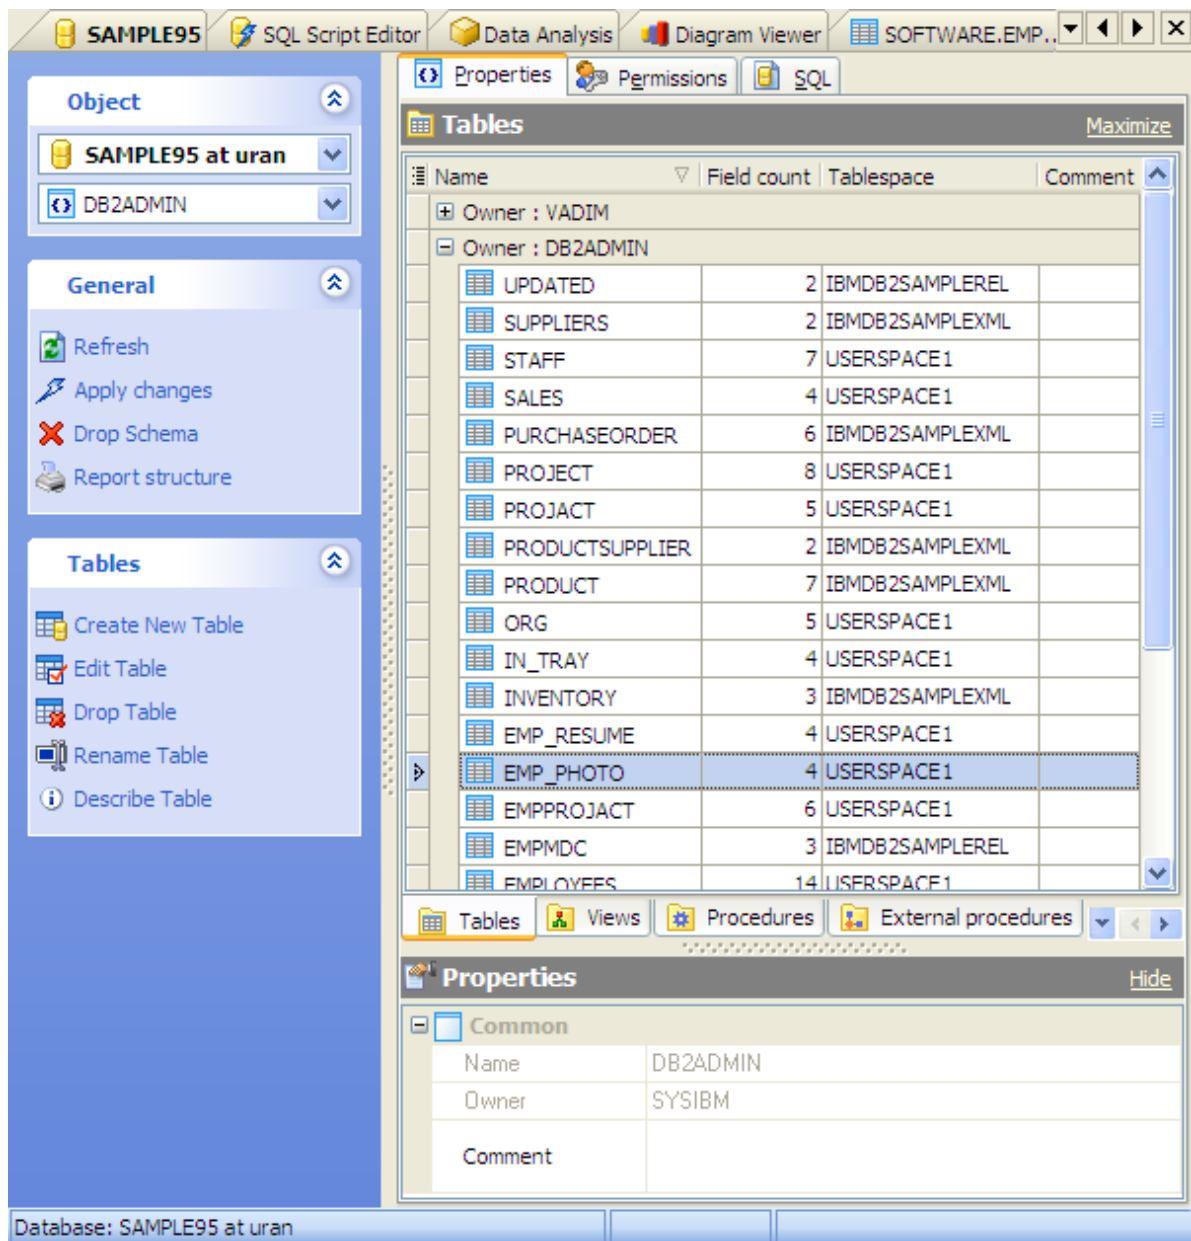 SAMPLE95 SQL Script Editor Data Analysis Diagram Viewer SOFTWARE.EMP..
Properties Permissions SQL
Object
SAMPLE95 at uran
DB2ADMIN
General
Refresh
Apply changes
Drop Schema
Report structure
Tables
Create New Table
Edit Table
Drop Table
Rename Table
Describe Table
Tables Maximize
Name Field count Tablespace Comment
Owner : VADIM
Owner : DB2ADMIN
UPDATED 2 IBMDB2SAMPLEREL
SUPPLIERS 2 IBMDB2SAMPLEXML
STAFF 7 USERSPACE1
SALES 4 USERSPACE1
PURCHASEORDER 6 IBMDB2SAMPLEXML
PROJECT 8 USERSPACE1
PROJACT 5 USERSPACE1
PRODUCTSUPPLIER 2 IBMDB2SAMPLEXML
PRODUCT 7 IBMDB2SAMPLEXML
ORG 5 USERSPACE1
IN_TRAY 4 USERSPACE1
INVENTORY 3 IBMDB2SAMPLEXML
EMP_RESUME 4 USERSPACE1
EMP_PHOTO 4 USERSPACE1
EMPPROJACT 6 USERSPACE1
EMPMDC 3 IBMDB2SAMPLEREL
EMPLOYEES 14 USERSPACE1
Tables Views Procedures External procedures
Properties Hide
Common
Name DB2ADMIN
Owner SYSIBM
Comment
Database: SAMPLE95 at uran